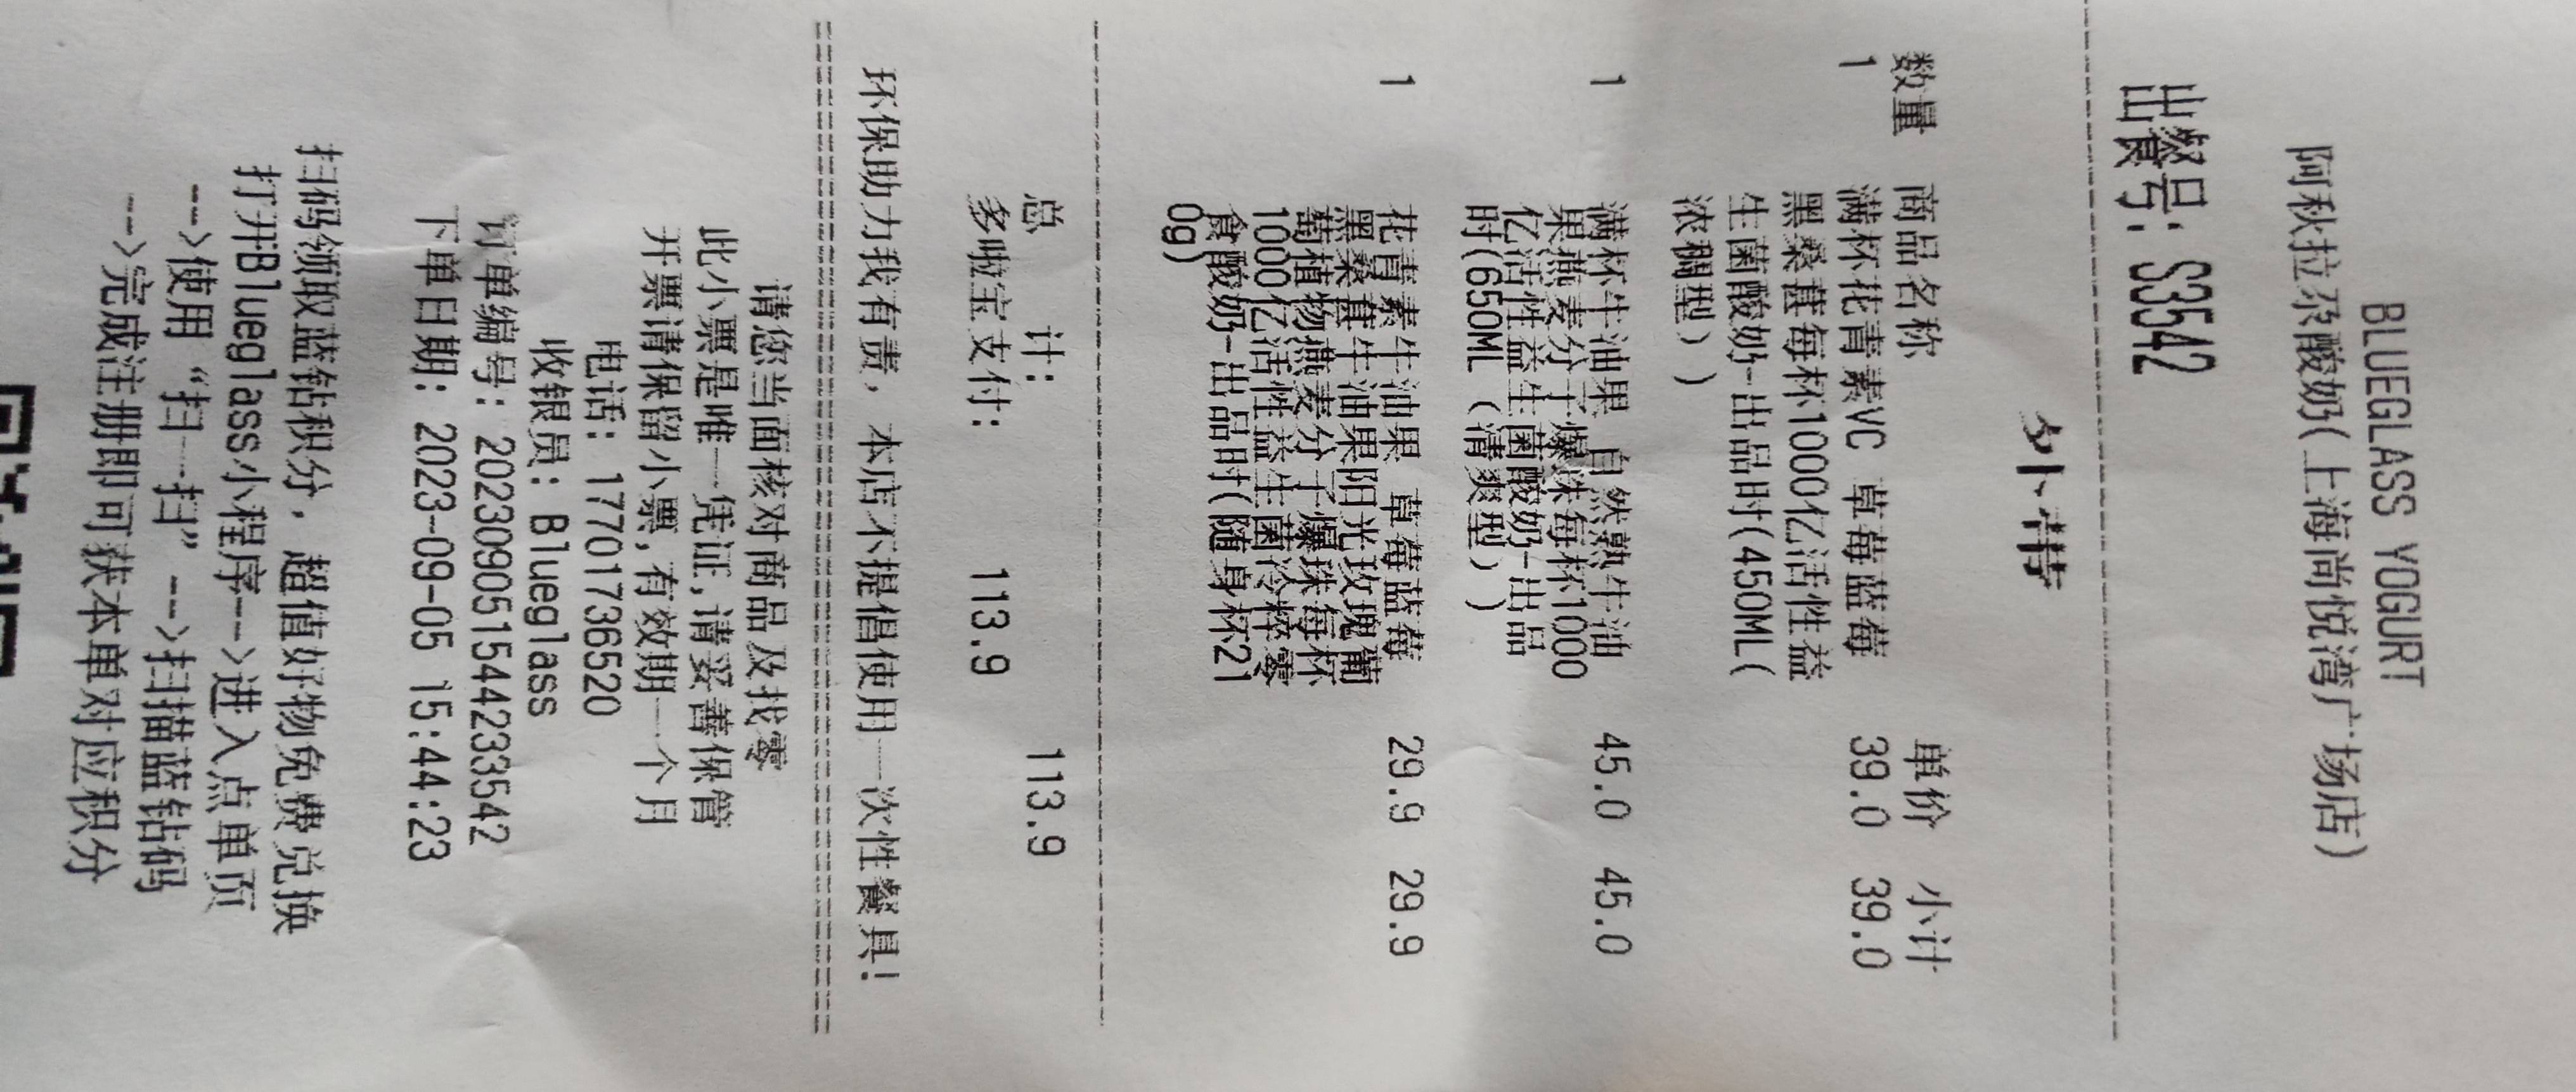 BLUEGLASS YOGURT
阿秋拉尕酸奶(上海尚悦湾广场店)
出餐号: S3542
外带
数量 商品名称 单价 小计
1 满杯花青素VC 草莓蓝莓 39.0 39.0
黑桑葚每杯1000亿活性益
生菌酸奶-出品时(450ML(
浓稠型))
1 满杯牛油果 自然熟牛油 45.0 45.0
果燕麦分子爆珠每杯1000
亿活性益生菌酸奶-出品
时(650ML (清爽型))
1 花青素牛油果 草莓蓝莓 29.9 29.9
黑桑葚牛油果阳光玫瑰葡
萄植物燕麦分子爆珠每杯
1000亿活性益生菌冷粹零
食酸奶-出品时(随身杯21
0g)
总 计: 113.9
多啦宝支付: 113.9
环保助力我有责, 本店不提倡使用一次性餐具!
请您当面核对商品及找零
此小票是唯一凭证,请妥善保管
开票请保留小票,有效期一个月
电话: 17701736520
收银员: Blueglass
订单编号: 202309051544233542
下单日期: 2023-09-05 15:44:23
扫码领取蓝钻积分, 超值好物免费兑换
打开Blueglass小程序-->进入点单页
-->使用“扫一扫” -->扫描蓝钻码
-->完成注册即可获本单对应积分